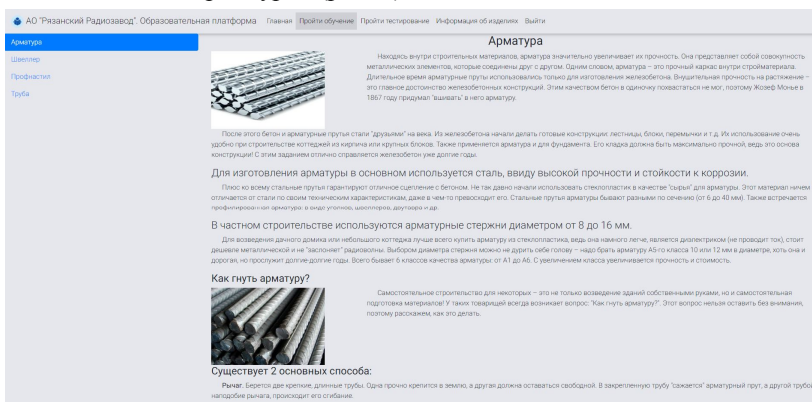 АО "Рязанский Радиозавод". Образовательная платформа Главная Пройти обучение Пройти тестирование Информация об изделиях Выйти
Арматура
Швеллер
Профнастил
Труба
Арматура
Находясь внутри строительных материалов, арматура значительно увеличивает их прочность. Она представляет собой совокупность
металлических элементов, которые соединены друг с другом. Одним словом, арматура – это прочный каркас внутри стройматериала.
Длительное время арматурные пруты использовались только для изготовления железобетона. Внушительная прочность на растяжение –
это главное достоинство железобетонных конструкций. Этим качеством бетон в одиночку похвастаться не мог, поэтому Жозеф Монье в
1867 году придумал "вшивать" в него арматуру.
После этого бетон и арматурные прутья стали "друзьями" на века. Из железобетона начали делать готовые конструкции: лестницы, блоки, перемычки и т.д. Их использование очень
удобно при строительстве коттеджей из кирпича или крупных блоков. Также применяется арматура и для фундамента. Его кладка должна быть максимально прочной, ведь это основа
конструкции! С этим заданием отлично справляется железобетон уже долгие годы.
Для изготовления арматуры в основном используется сталь, ввиду высокой прочности и стойкости к коррозии.
Плюс ко всему стальные прутья гарантируют отличное сцепление с бетоном. Не так давно начали использовать стеклопластик в качестве "сырья" для арматуры. Этот материал ничем
отличается от стали по своим техническим характеристикам, даже в чем-то превосходит его. Стальные прутья арматуры бывают разными по сечению (от 6 до 40 мм). Также встречается
профилированная арматура: в виде уголков, швеллеров, двутавра и др.
В частном строительстве используются арматурные стержни диаметром от 8 до 16 мм.
Для возведения дачного домика или небольшого коттеджа лучше всего купить арматуру из стеклопластика, ведь она намного легче, является диэлектриком (не проводит ток), стоит
дешевле металлической и не "заслоняет" радиоволны. Выбором диаметра стержня можно не дурить себе голову – надо брать арматуру А5-го класса 10 или 12 мм в диаметре, хоть она и
дорогая, но прослужит долгие-долгие годы. Всего бывает 6 классов качества арматуры: от А1 до А6. С увеличением класса увеличивается прочность и стоимость.
Как гнуть арматуру?
Самостоятельное строительство для некоторых – это не только возведение зданий собственными руками, но и самостоятельная
подготовка материалов! У таких товарищей всегда возникает вопрос: "Как гнуть арматуру?". Этот вопрос нельзя оставить без внимания,
поэтому расскажем, как это делать.
Существует 2 основных способа:
Рычаг. Берется две крепкие, длинные трубы. Одна прочно крепится в землю, а другая должна оставаться свободной. В закрепленную трубу "сажается" арматурный прут, а другой трубой
наподобие рычага, происходит его сгибание.